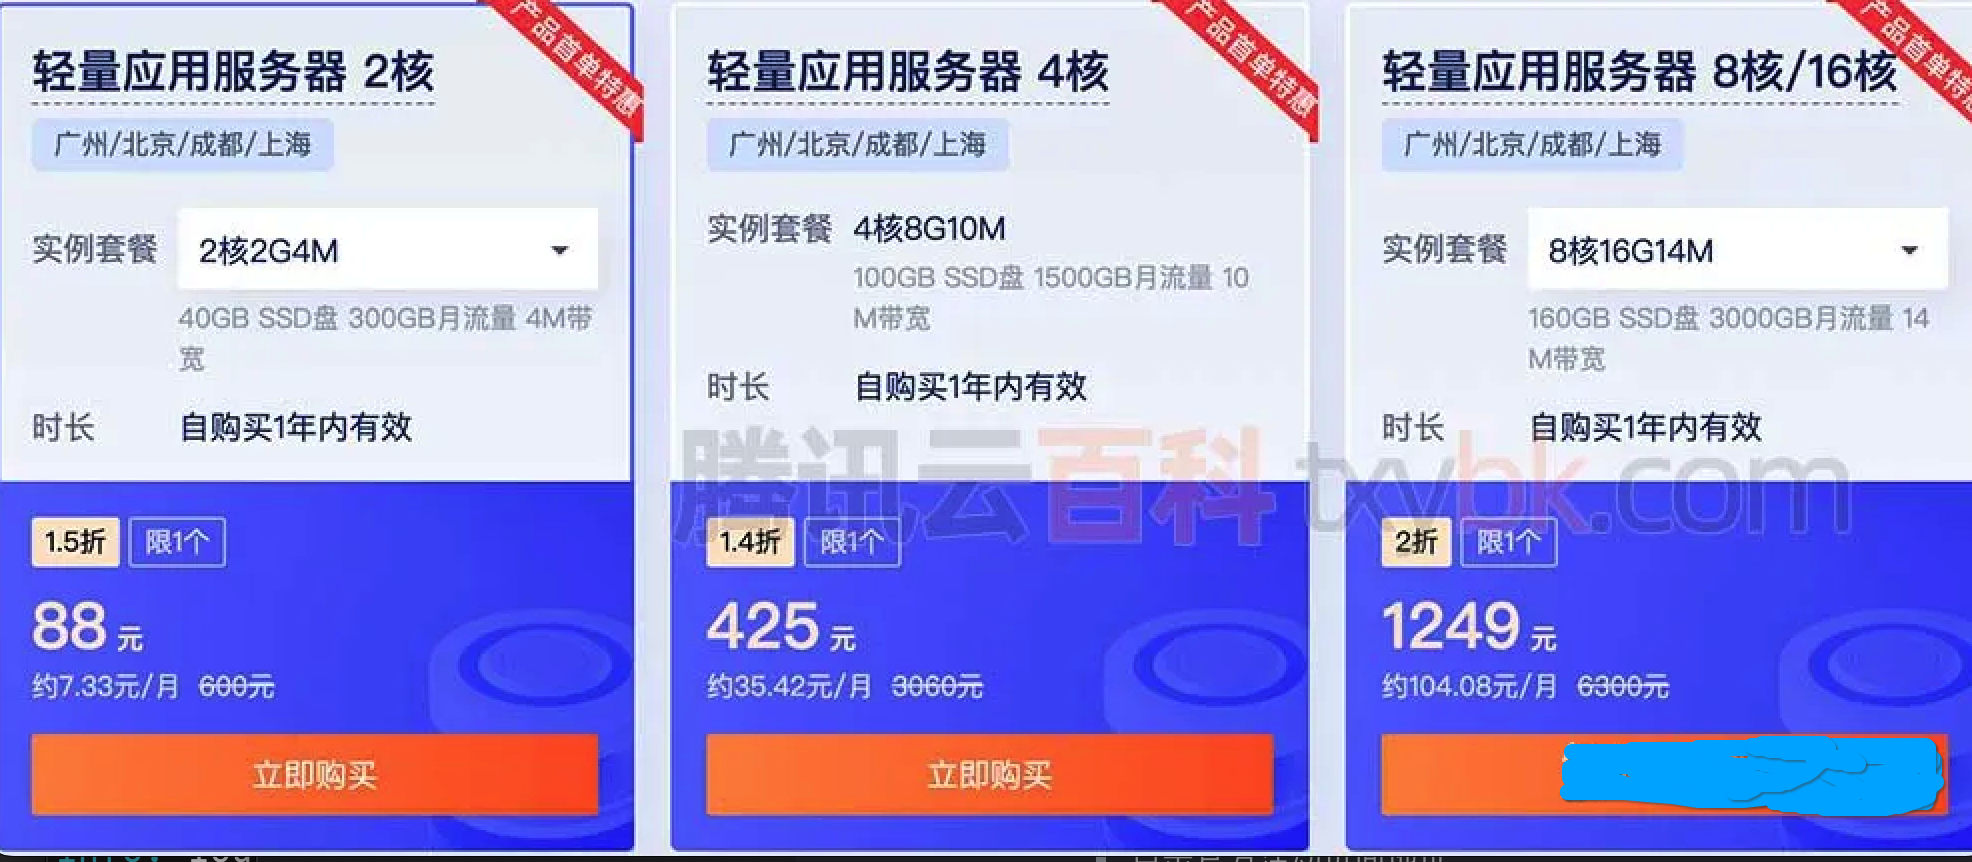 轻量应用服务器 2核
产品首单特惠
广州/北京/成都/上海
实例套餐
2核2G4M
40GB SSD盘 300GB月流量 4M带
宽
时长
自购买1年内有效
1.5折
限1个
88 元
约7.33元/月 600元
立即购买
轻量应用服务器 4核
产品首单特惠
广州/北京/成都/上海
实例套餐
4核8G10M
100GB SSD盘 1500GB月流量 10
M带宽
时长
自购买1年内有效
1.4折
限1个
425 元
约35.42元/月 3060元
立即购买
轻量应用服务器 8核/16核
产品首单特惠
广州/北京/成都/上海
实例套餐
8核16G14M
160GB SSD盘 3000GB月流量 14
M带宽
时长
自购买1年内有效
2折
限1个
1249 元
约104.08元/月 6300元
腾讯云百科 txybk.com